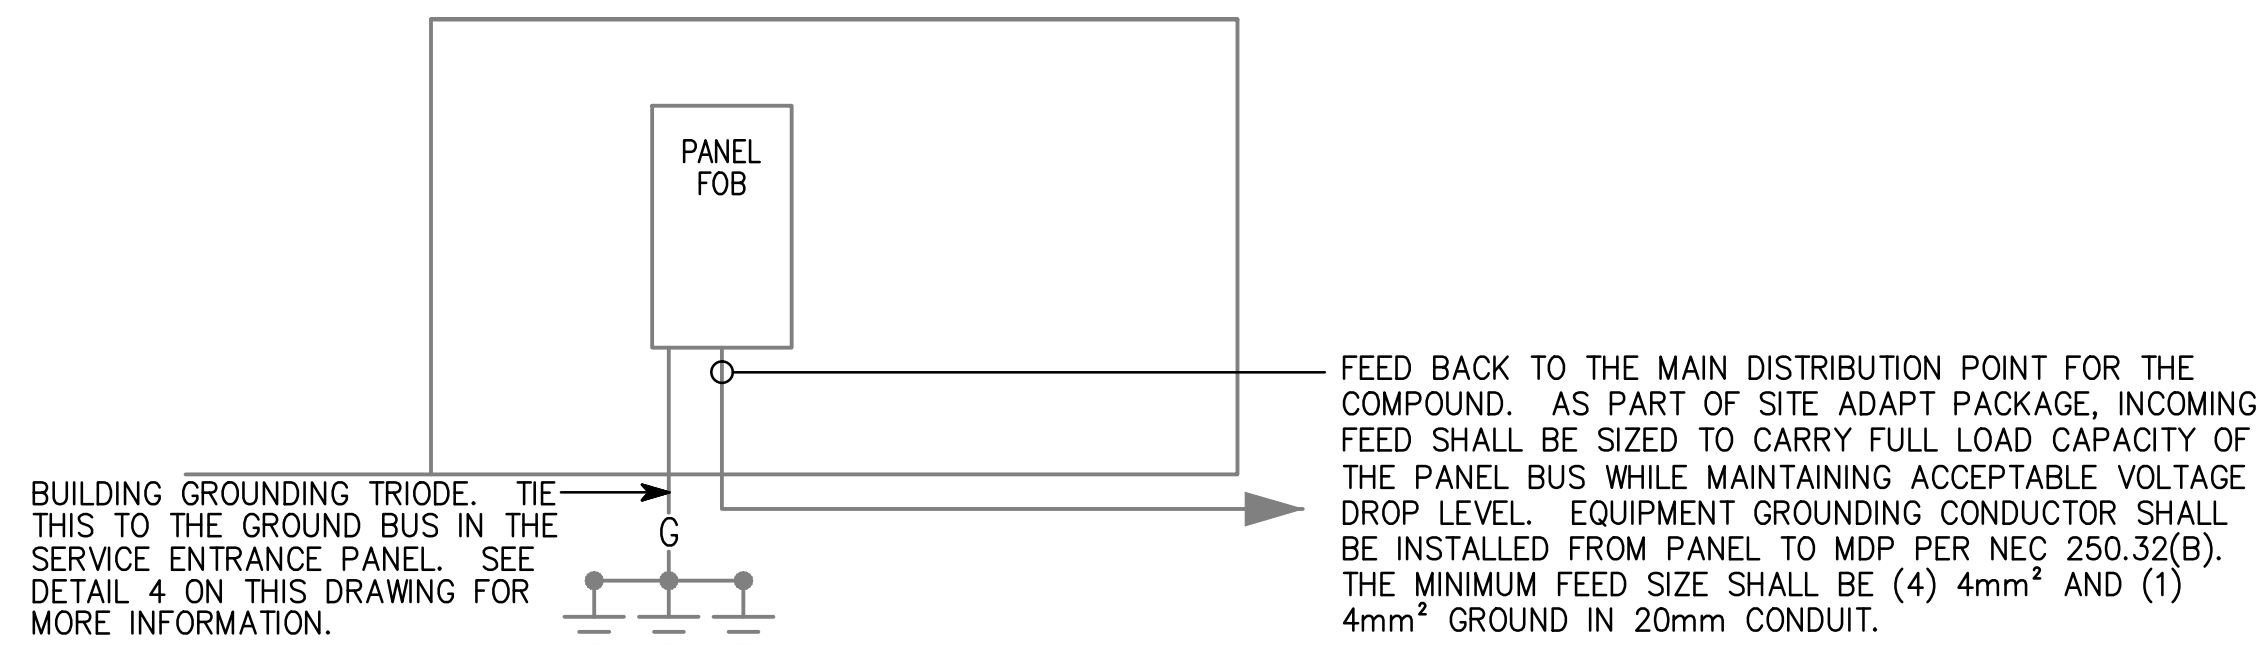 PANEL
FOB
BUILDING GROUNDING TRIODE.  TIE
THIS TO THE GROUND BUS IN THE
SERVICE ENTRANCE PANEL.  SEE
DETAIL 4 ON THIS DRAWING FOR
MORE INFORMATION.
G
FEED BACK TO THE MAIN DISTRIBUTION POINT FOR THE
COMPOUND.  AS PART OF SITE ADAPT PACKAGE, INCOMING
FEED SHALL BE SIZED TO CARRY FULL LOAD CAPACITY OF
THE PANEL BUS WHILE MAINTAINING ACCEPTABLE VOLTAGE
DROP LEVEL.  EQUIPMENT GROUNDING CONDUCTOR SHALL
BE INSTALLED FROM PANEL TO MDP PER NEC 250.32(B).
THE MINIMUM FEED SIZE SHALL BE (4) 4mm² AND (1)
4mm² GROUND IN 20mm CONDUIT.